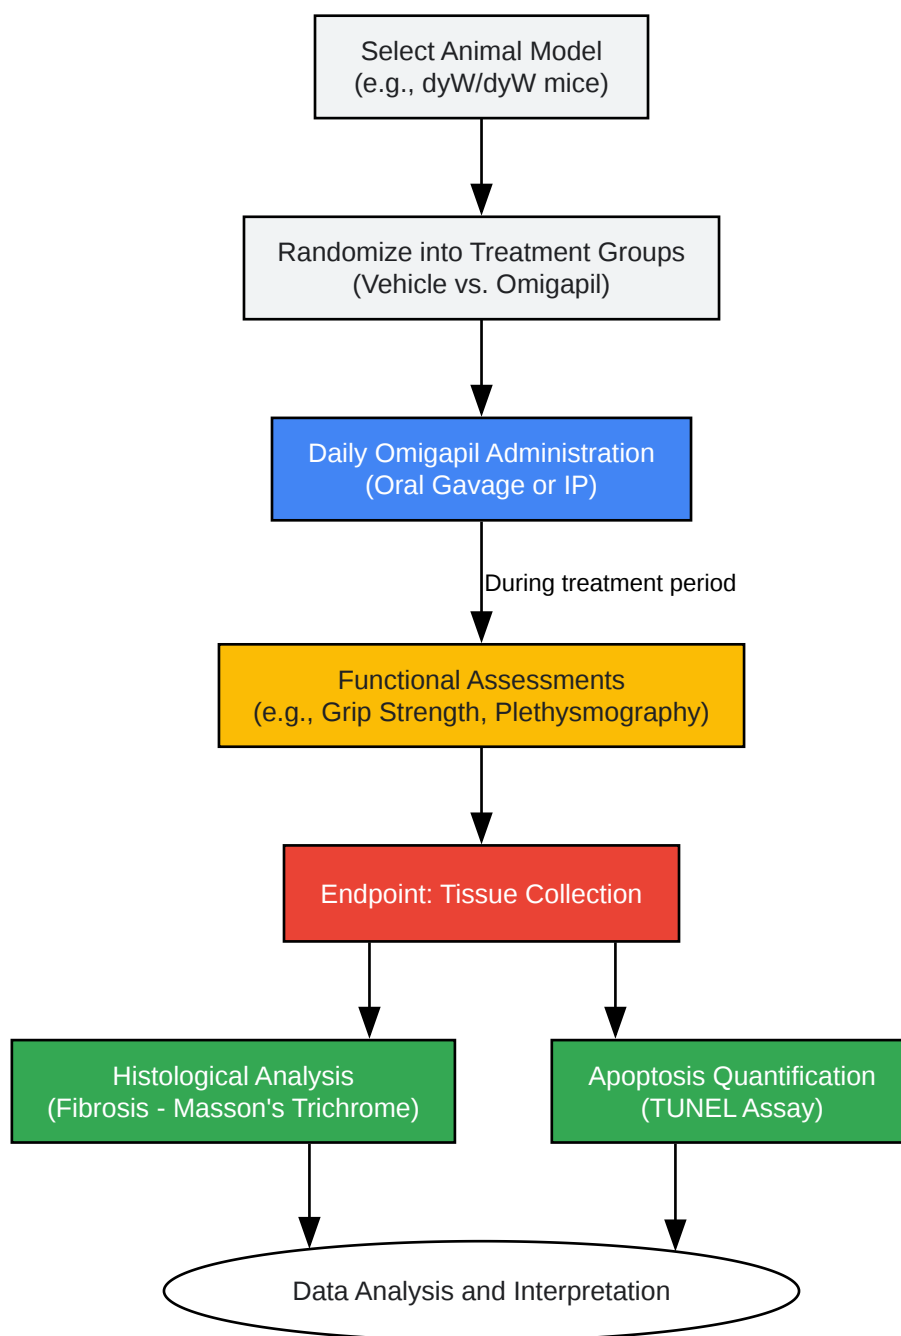 Select Animal Model
(e.g., dyW/dyW mice)
Randomize into Treatment Groups
(Vehicle vs. Omigapil)
Daily Omigapil Administration
(Oral Gavage or IP)
During treatment period
Functional Assessments
(e.g., Grip Strength, Plethysmography)
Endpoint: Tissue Collection
Histological Analysis
(Fibrosis - Masson's Trichrome)
Apoptosis Quantification
(TUNEL Assay)
Data Analysis and Interpretation